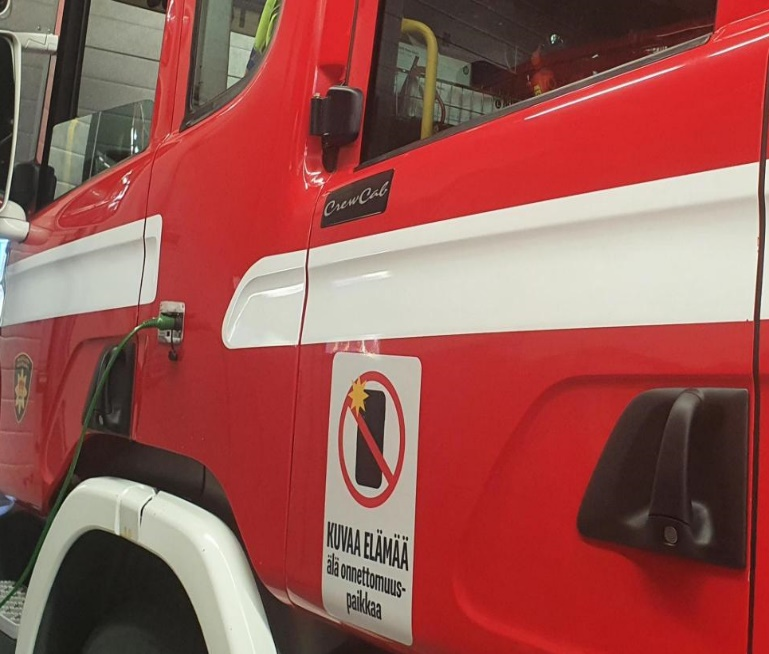 CrewCab
KUVAA ELÄMÄÄ
älä onnettomuus-
paikkaa